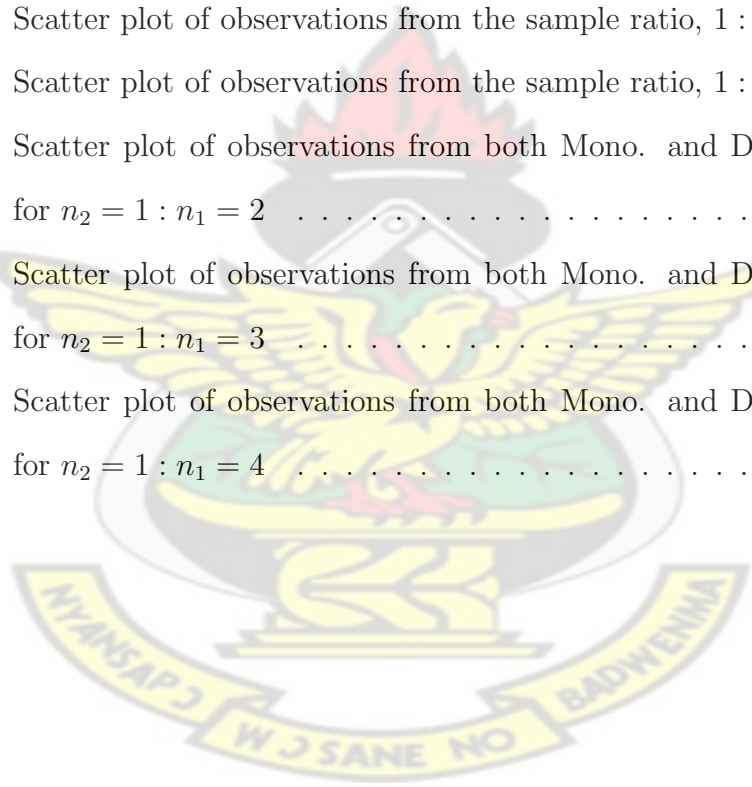 Scatter plot of observations from the sample ratio, 1 :
Scatter plot of observations from the sample ratio, 1 :
Scatter plot of observations from both Mono. and D
for n₂ = 1 : n₁ = 2 . . . . . . . . . . . . . . . . . . .
Scatter plot of observations from both Mono. and D
for n₂ = 1 : n₁ = 3 . . . . . . . . . . . . . . . . . . .
Scatter plot of observations from both Mono. and D
for n₂ = 1 : n₁ = 4 . . . . . . . . . . . . . . . . . . .
NYANSAPƆ WƆ SANE NO BADWENMA